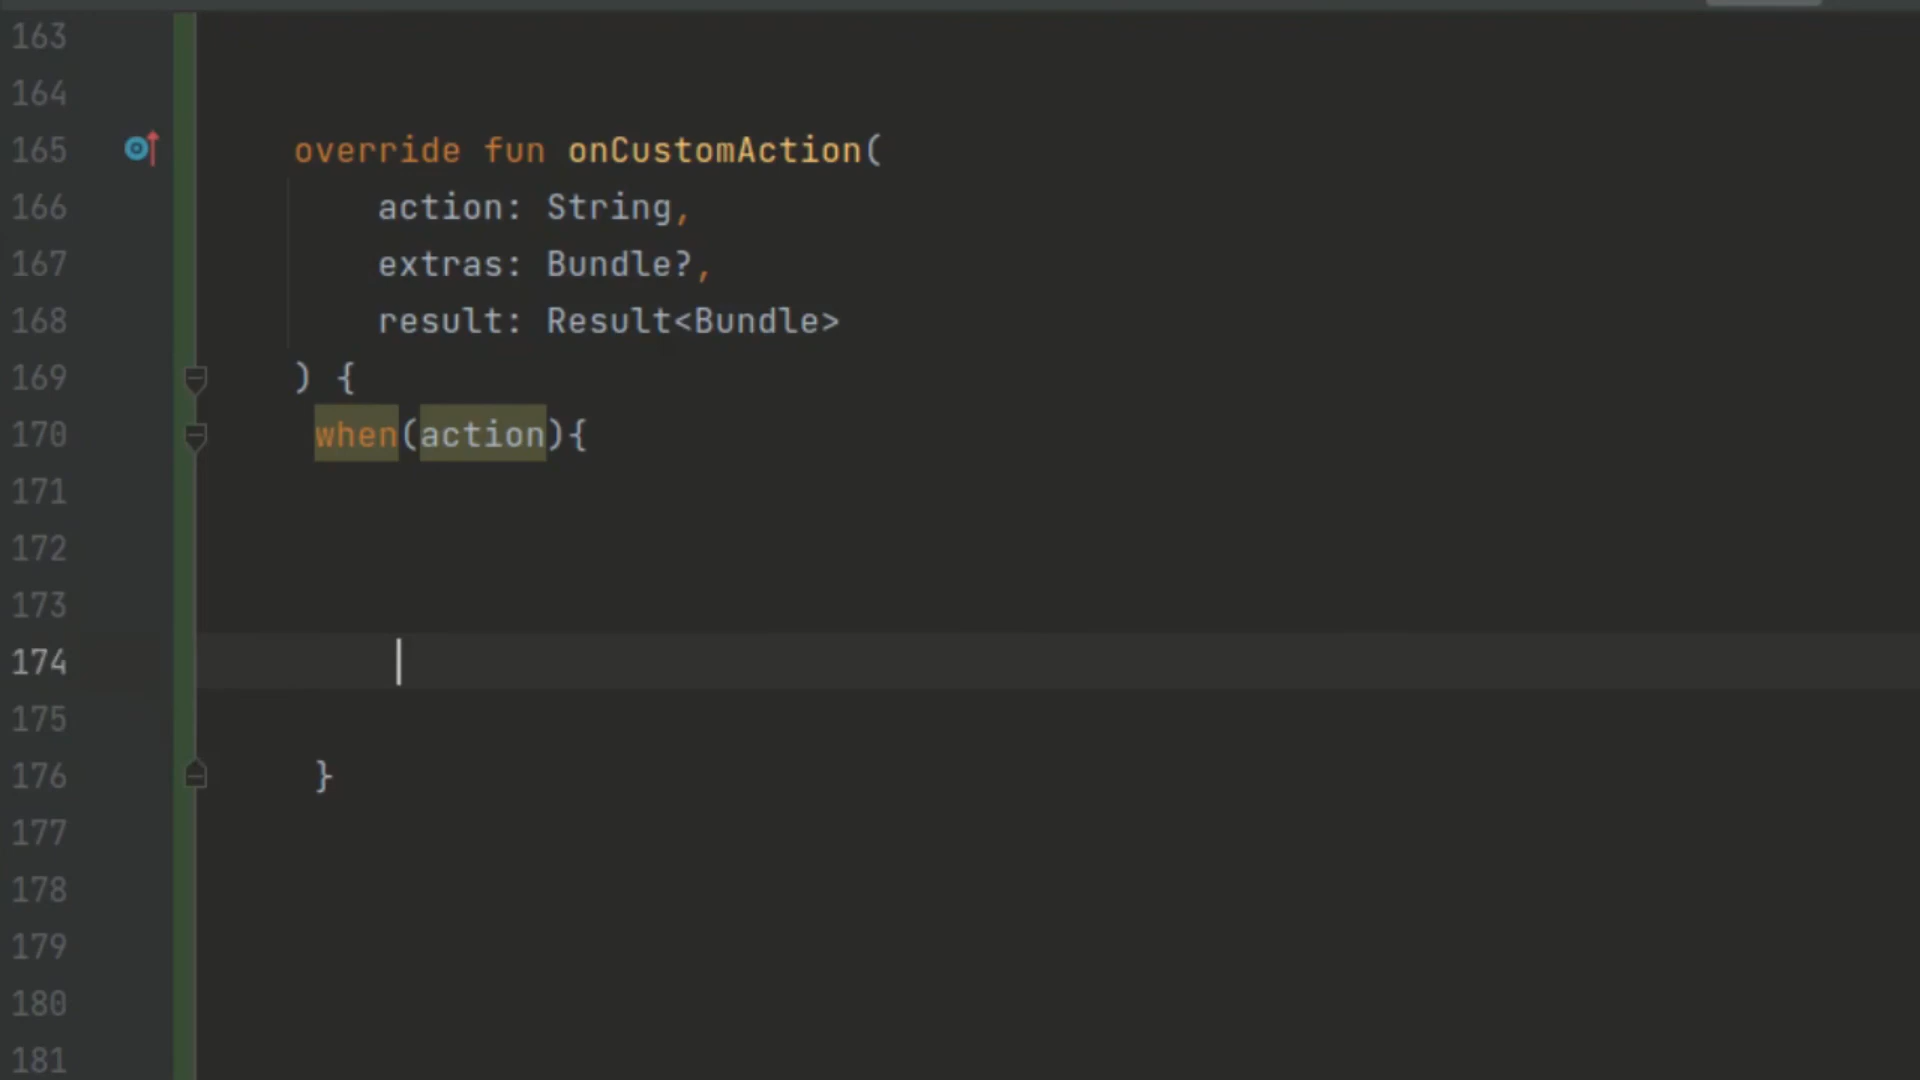 163
164
165 override fun onCustomAction(
166 action: String,
167 extras: Bundle?,
168 result: Result<Bundle>
169 ) {
170 when(action){
171
172
173
174
175
176 }
177
178
179
180
181